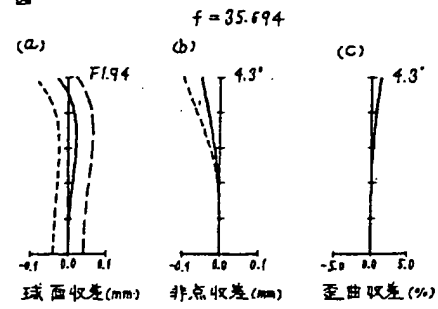 図
f = 35.694
(a) (b) (c)
F1.94 4.3° 4.3°
-0.1 0.0 0.1 -0.1 0.0 0.1 -5.0 0.0 5.0
球面収差(mm) 非点収差(mm) 歪曲収差(%)